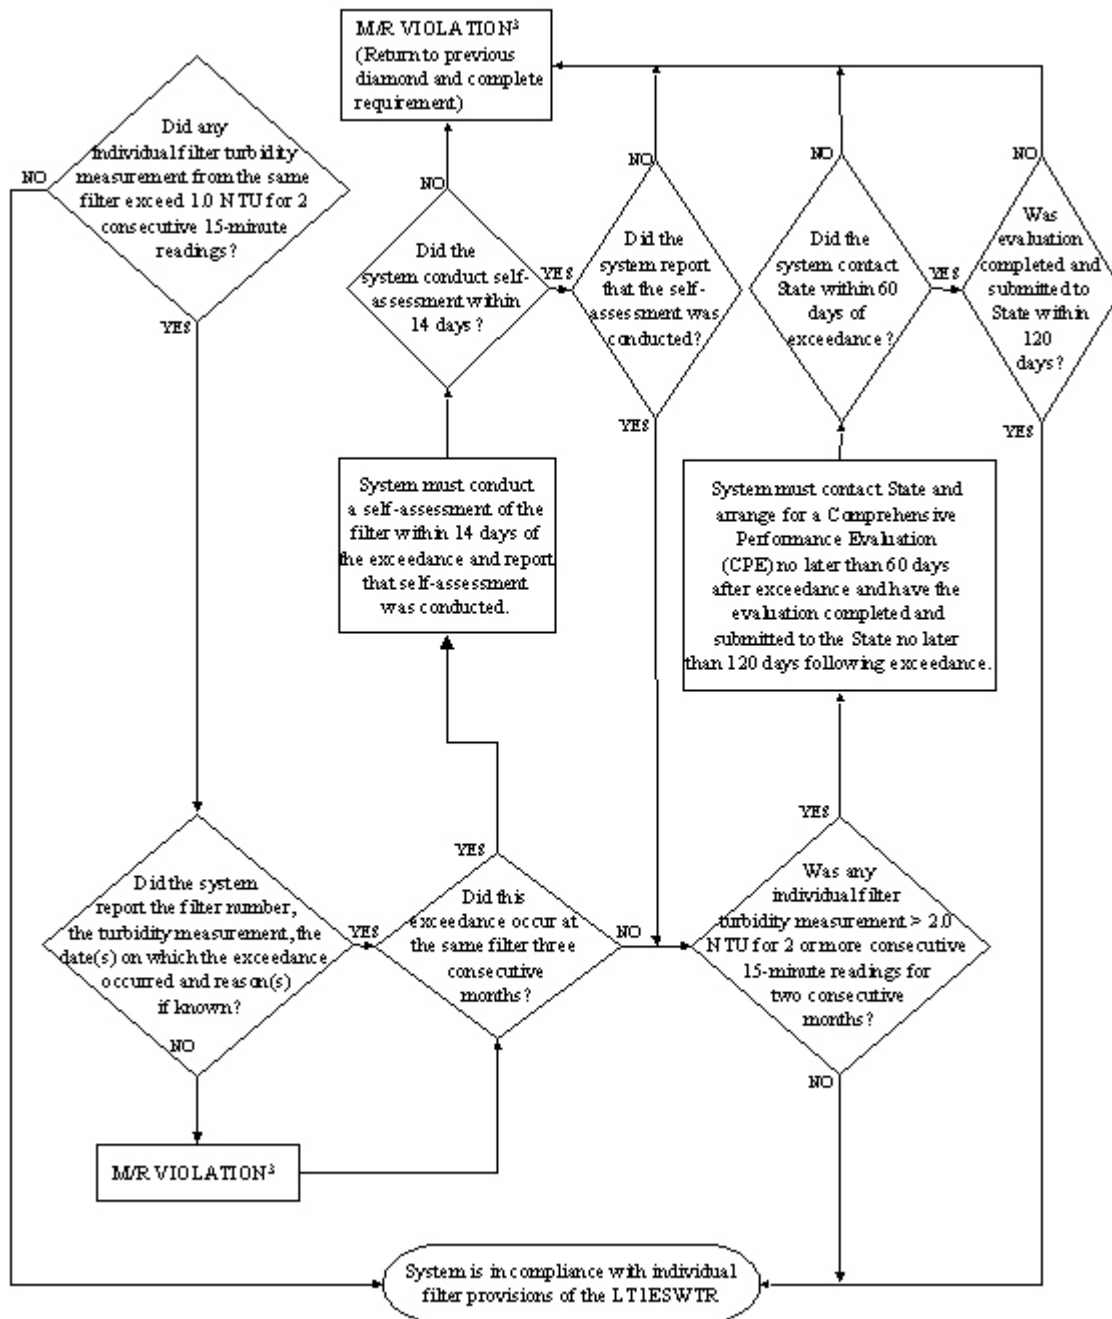 M/R VIOLATION³
(Return to previous
diamond and complete
requirement)
Did any
individual filter turbidity
measurement from the same
filter exceed 1.0 NTU for 2
consecutive 15-minute
readings?
NO
YES
Did the
system conduct self-
assessment within
14 days?
NO
YES
Did the
system report
that the self-
assessment was
conducted?
NO
YES
Did the
system contact
State within 60
days of
exceedance?
NO
YES
Was
evaluation
completed and
submitted to
State within
120
days?
NO
YES
System must conduct
a self-assessment of the
filter within 14 days of
the exceedance and report
that self-assessment
was conducted.
System must contact State and
arrange for a Comprehensive
Performance Evaluation
(CPE) no later than 60 days
after exceedance and have the
evaluation completed and
submitted to the State no later
than 120 days following exceedance.
Did the system
report the filter number,
the turbidity measurement, the
date(s) on which the exceedance
occurred and reason(s)
if known?
YES
NO
Did this
exceedance occur at
the same filter three
consecutive
months?
YES
NO
Was any
individual filter
turbidity measurement > 2.0
NTU for 2 or more consecutive
15-minute readings for
two consecutive
months?
YES
NO
M/R VIOLATION³
System is in compliance with individual
filter provisions of the LT1ESWTR